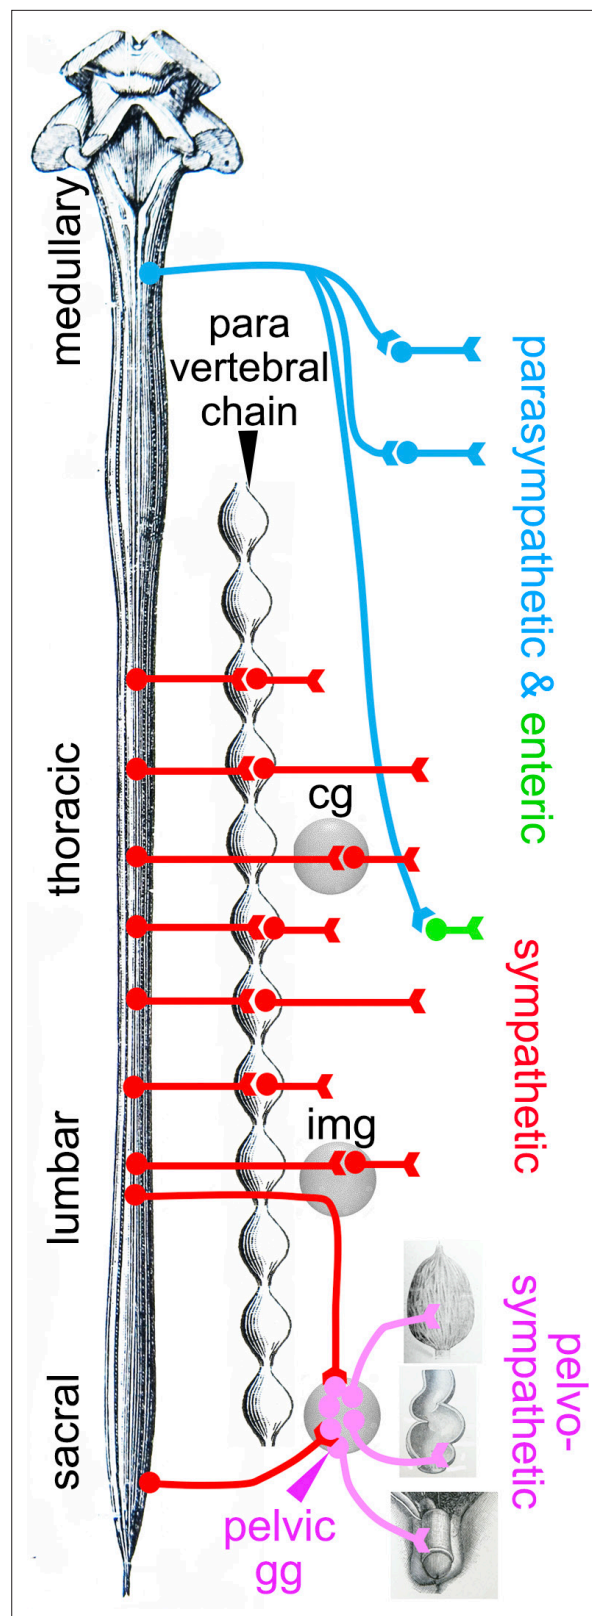 medullary
para
vertebral
chain
parasympathetic & enteric
thoracic
cg
sympathetic
img
lumbar
pelvo-
sympathetic
sacral
pelvic
gg